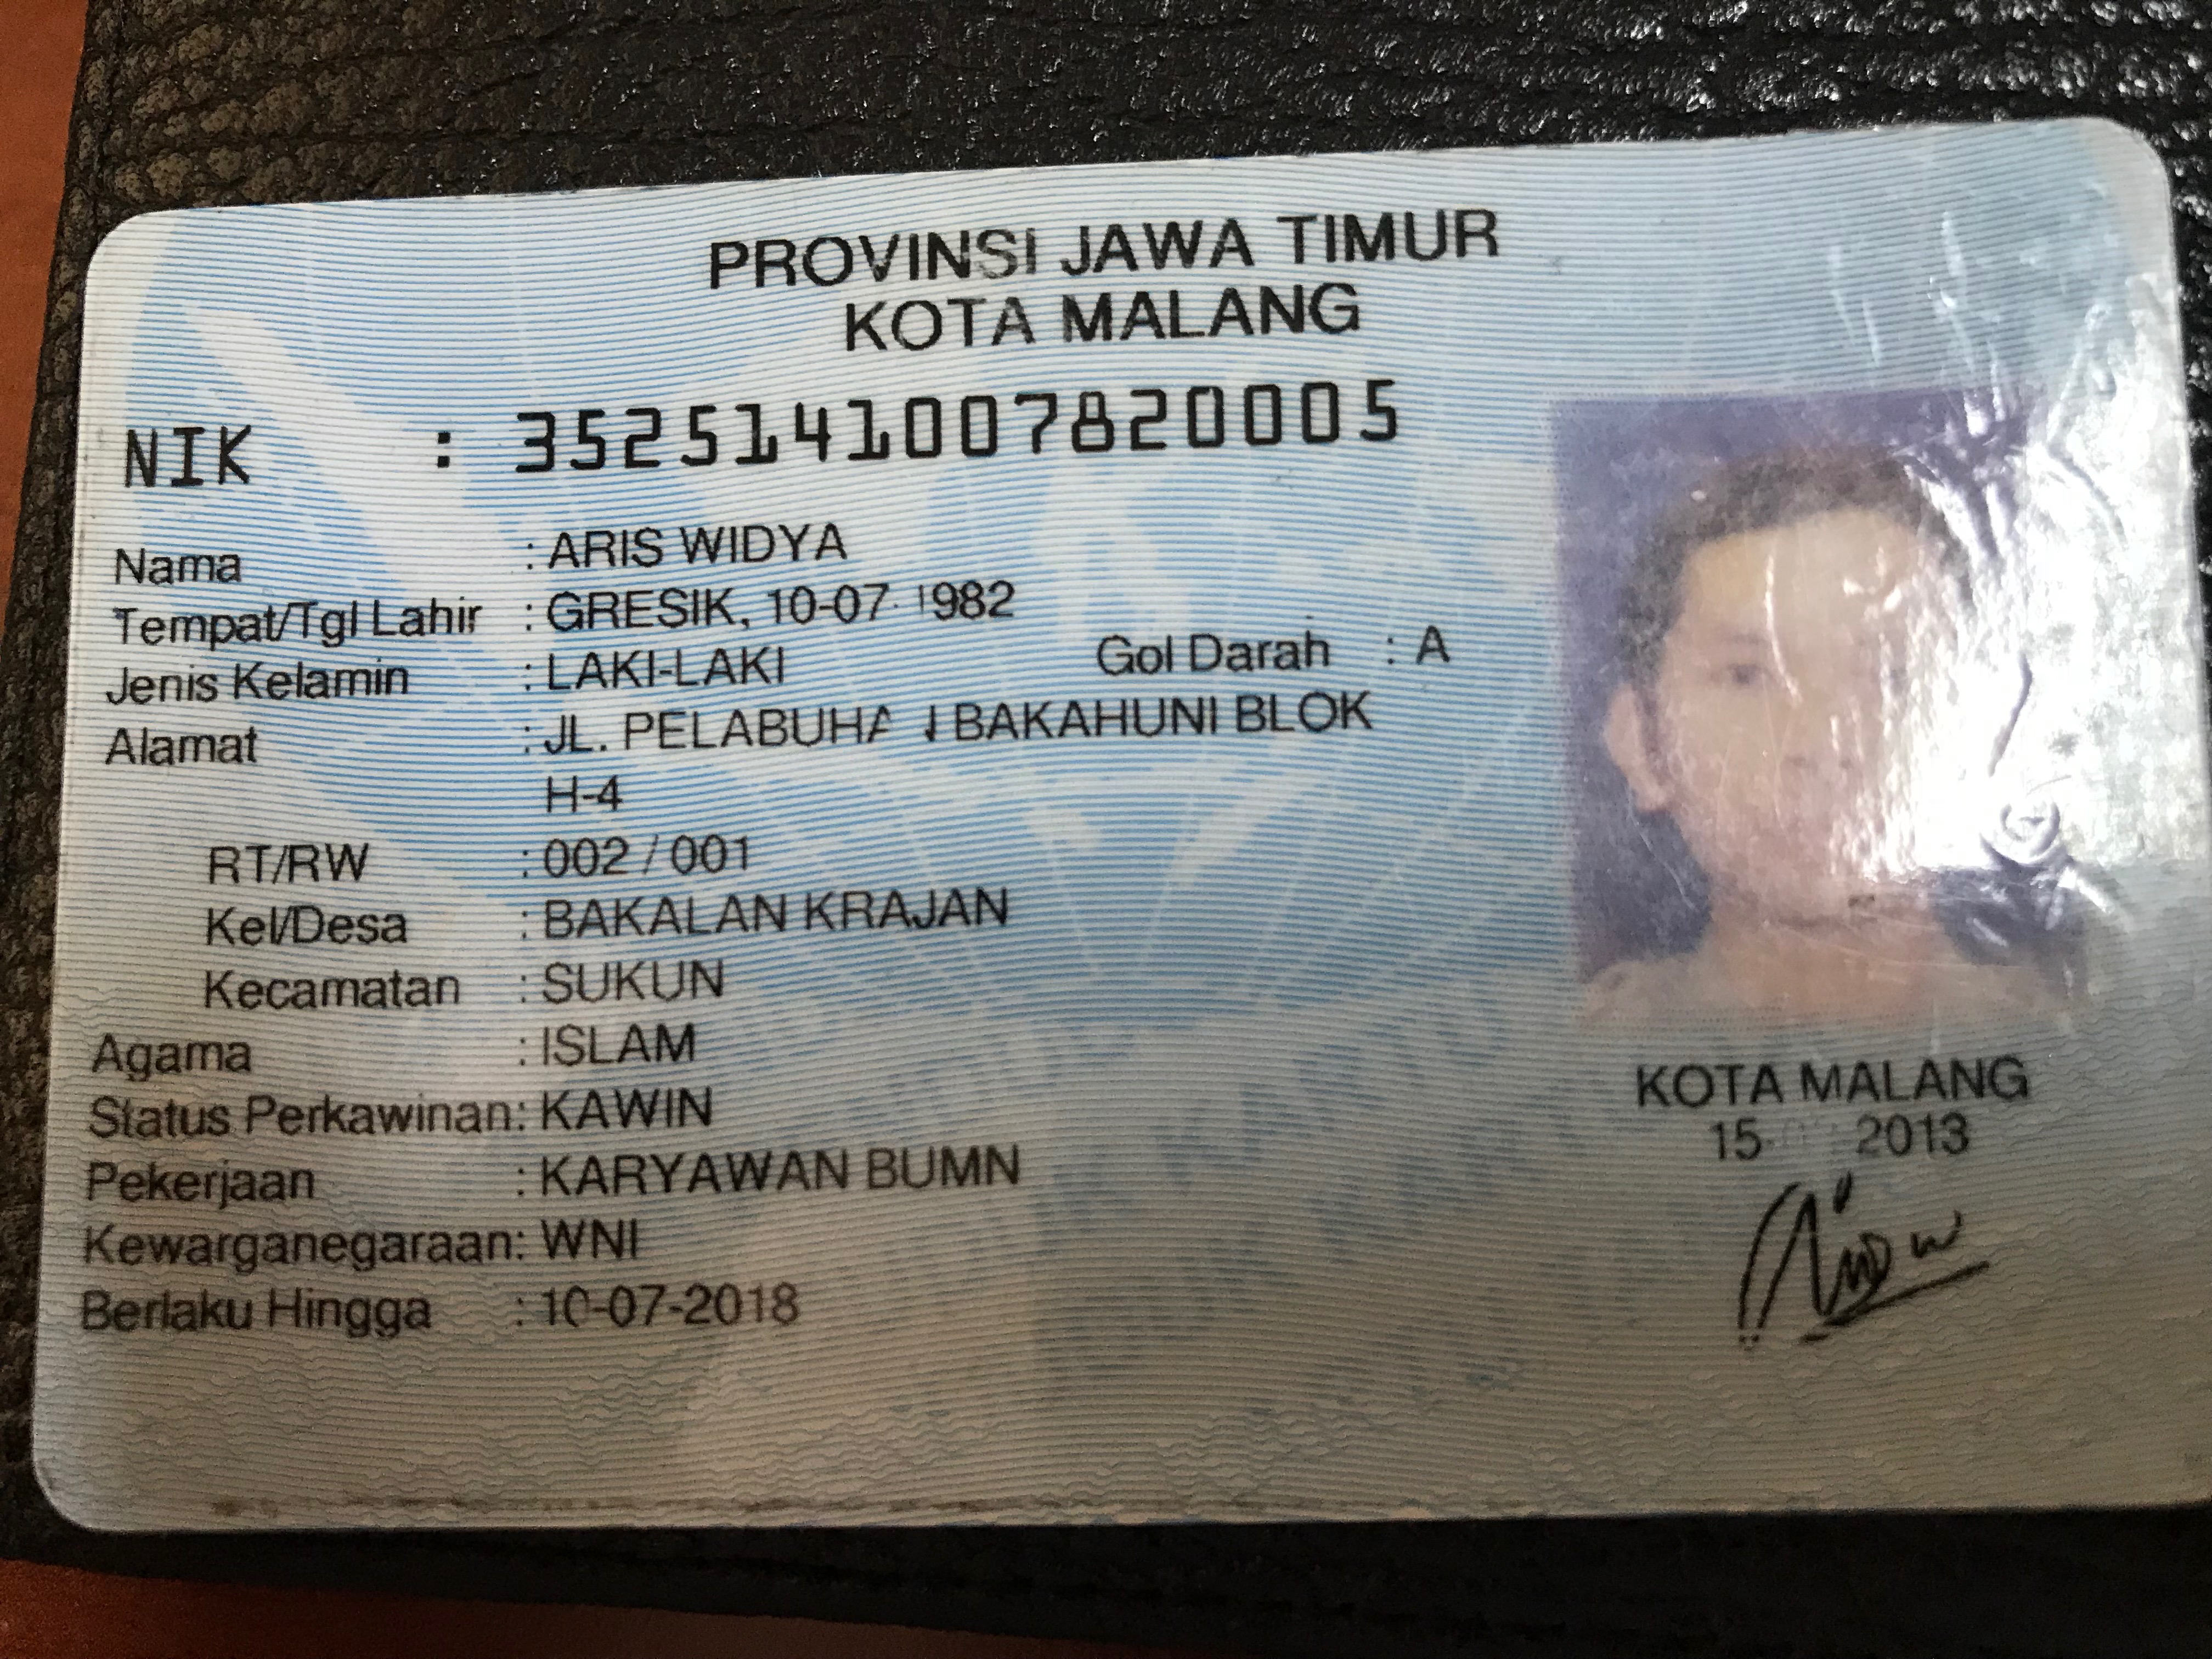 PROVINSI JAWA TIMUR
KOTA MALANG
NIK : 3525141007820005
Nama : ARIS WIDYA
Tempat/Tgl Lahir : GRESIK, 10-07-1982
Jenis Kelamin : LAKI-LAKI Gol Darah : A
Alamat : JL. PELABUHA BAKAHUNI BLOK
H-4
RT/RW : 002 / 001
Kel/Desa : BAKALAN KRAJAN
Kecamatan : SUKUN
Agama : ISLAM
Status Perkawinan: KAWIN
Pekerjaan : KARYAWAN BUMN
Kewarganegaraan: WNI
Berlaku Hingga : 10-07-2018
KOTA MALANG
15- -2013